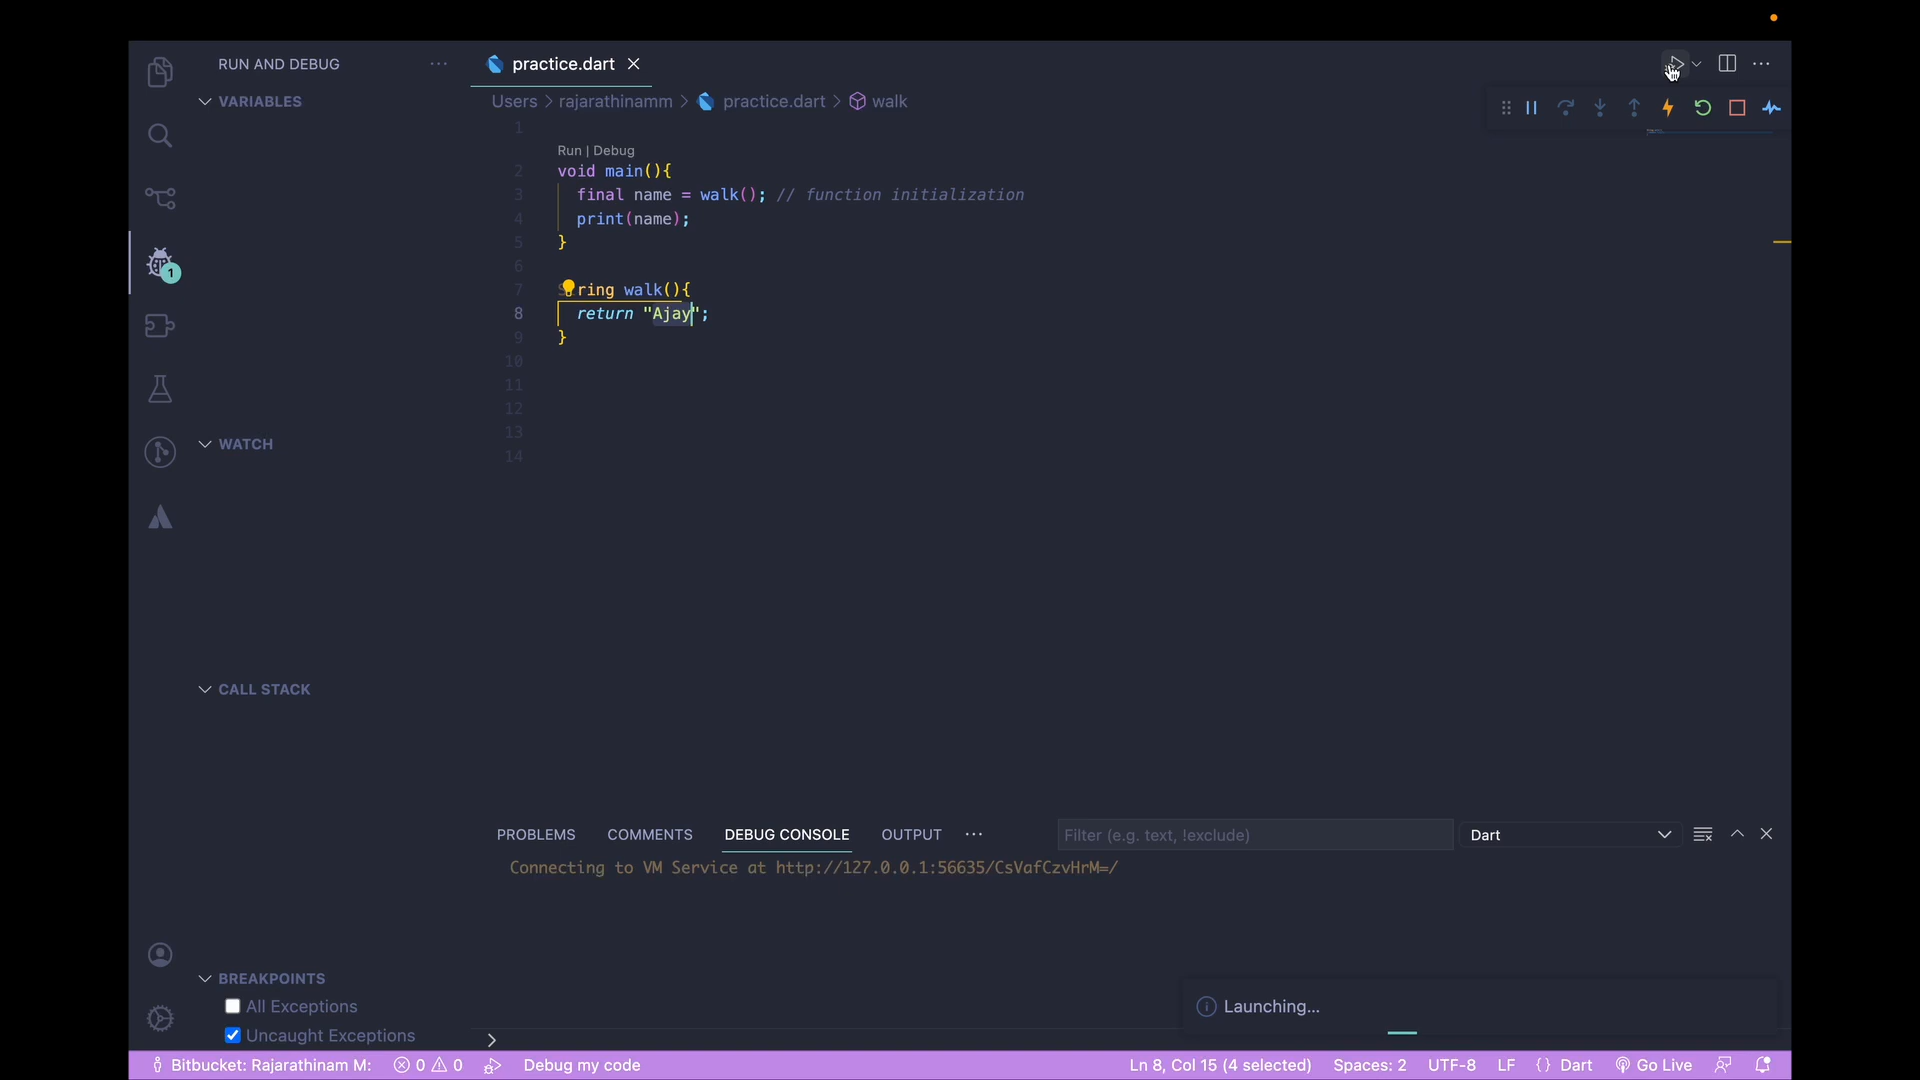 RUN AND DEBUG
practice.dart
VARIABLES
Users > rajarathinamm > practice.dart > walk
1
Run | Debug
2 void main(){
3 final name = walk(); // function initialization
4 print(name);
5 }
6
7 String walk(){
8 return "Ajay";
9 }
10
11
12
13
14
WATCH
CALL STACK
PROBLEMS COMMENTS DEBUG CONSOLE OUTPUT
Filter (e.g. text, !exclude)
Dart
Connecting to VM Service at http://127.0.0.1:56635/CsVafCzvHrM=/
BREAKPOINTS
All Exceptions
Uncaught Exceptions
1
Launching...
Bitbucket: Rajarathinam M: 0 0 Debug my code
Ln 8, Col 15 (4 selected) Spaces: 2 UTF-8 LF {} Dart Go Live